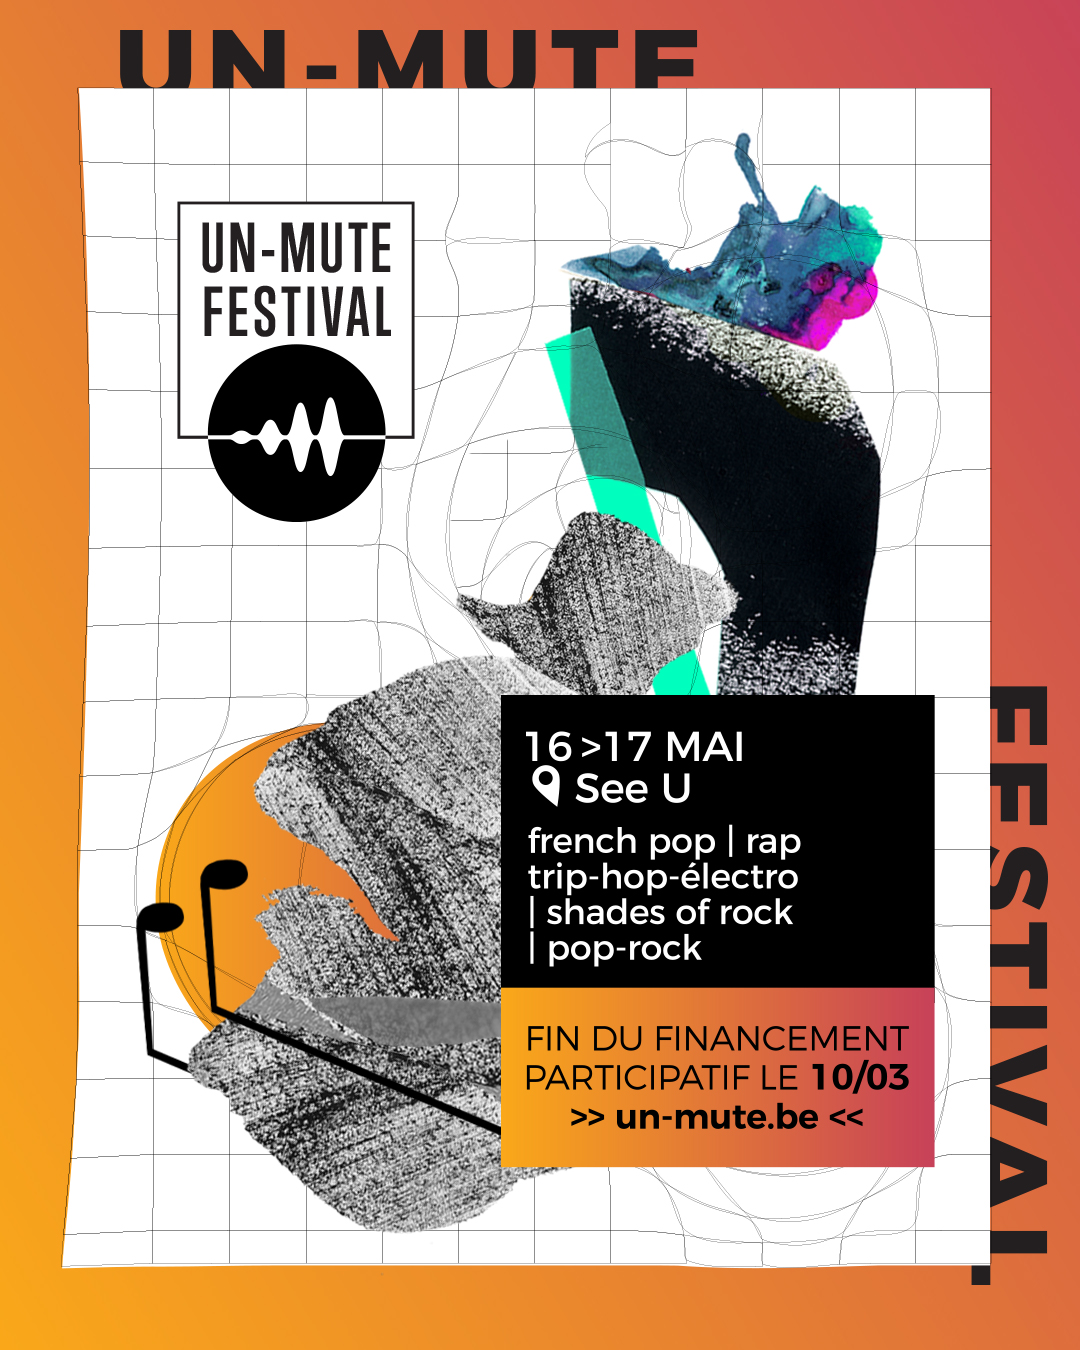 UN-MUTE
UN-MUTE
FESTIVAL
16>17 MAI
See U
french pop | rap
trip-hop-électro
| shades of rock
| pop-rock
FIN DU FINANCEMENT
PARTICIPATIF LE 10/03
>> un-mute.be <<
FESTIVAL